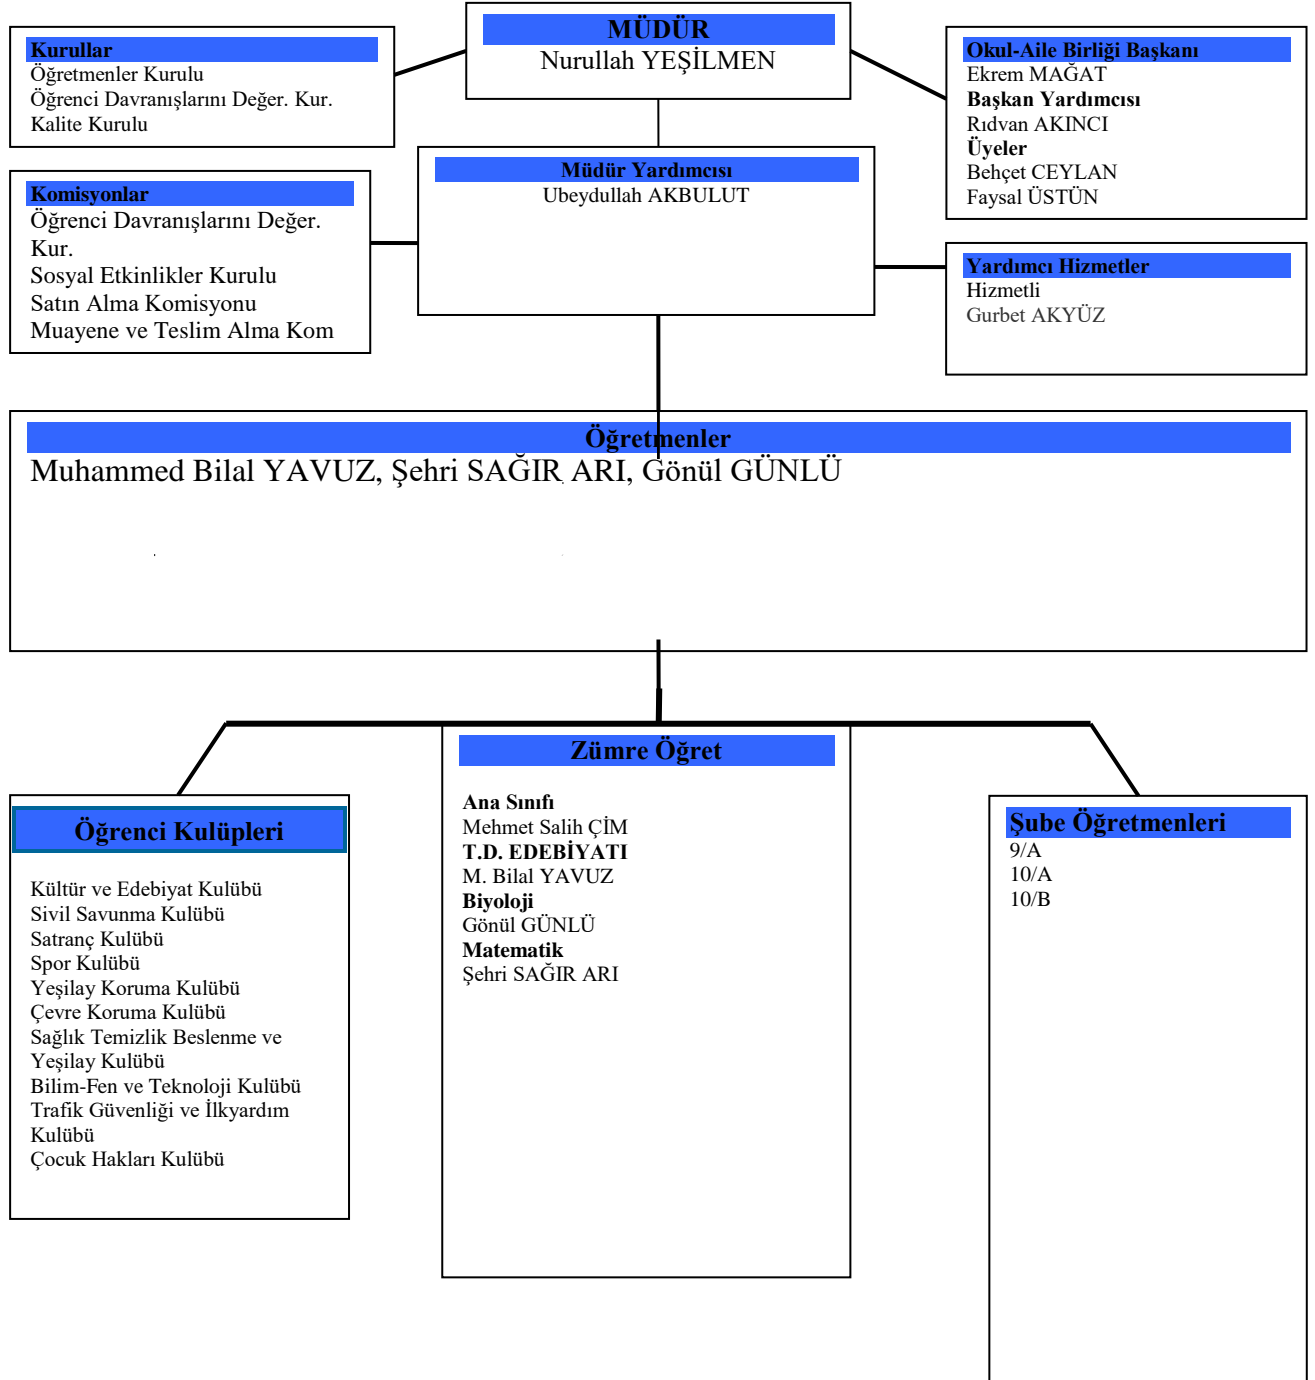 MÜDÜR
Nurullah YEŞİLMEN
Kurullar
Öğretmenler Kurulu
Öğrenci Davranışlarını Değer. Kur.
Kalite Kurulu
Okul-Aile Birliği Başkanı
Ekrem MAĞAT
Başkan Yardımcısı
Rıdvan AKINCI
Üyeler
Behçet CEYLAN
Faysal ÜSTÜN
Müdür Yardımcısı
Ubeydullah AKBULUT
Komisyonlar
Öğrenci Davranışlarını Değer.
Kur.
Sosyal Etkinlikler Kurulu
Satın Alma Komisyonu
Muayene ve Teslim Alma Kom
Yardımcı Hizmetler
Hizmetli
Gurbet AKYÜZ
Öğretmenler
Muhammed Bilal YAVUZ, Şehri SAĞIR ARI, Gönül GÜNLÜ
Öğrenci Kulüpleri
Kültür ve Edebiyat Kulübü
Sivil Savunma Kulübü
Satranç Kulübü
Spor Kulübü
Yeşilay Koruma Kulübü
Çevre Koruma Kulübü
Sağlık Temizlik Beslenme ve
Yeşilay Kulübü
Bilim-Fen ve Teknoloji Kulübü
Trafik Güvenliği ve İlkyardım
Kulübü
Çocuk Hakları Kulübü
Zümre Öğret
Ana Sınıfı
Mehmet Salih ÇİM
T.D. EDEBİYATI
M. Bilal YAVUZ
Biyoloji
Gönül GÜNLÜ
Matematik
Şehri SAĞIR ARI
Şube Öğretmenleri
9/A
10/A
10/B